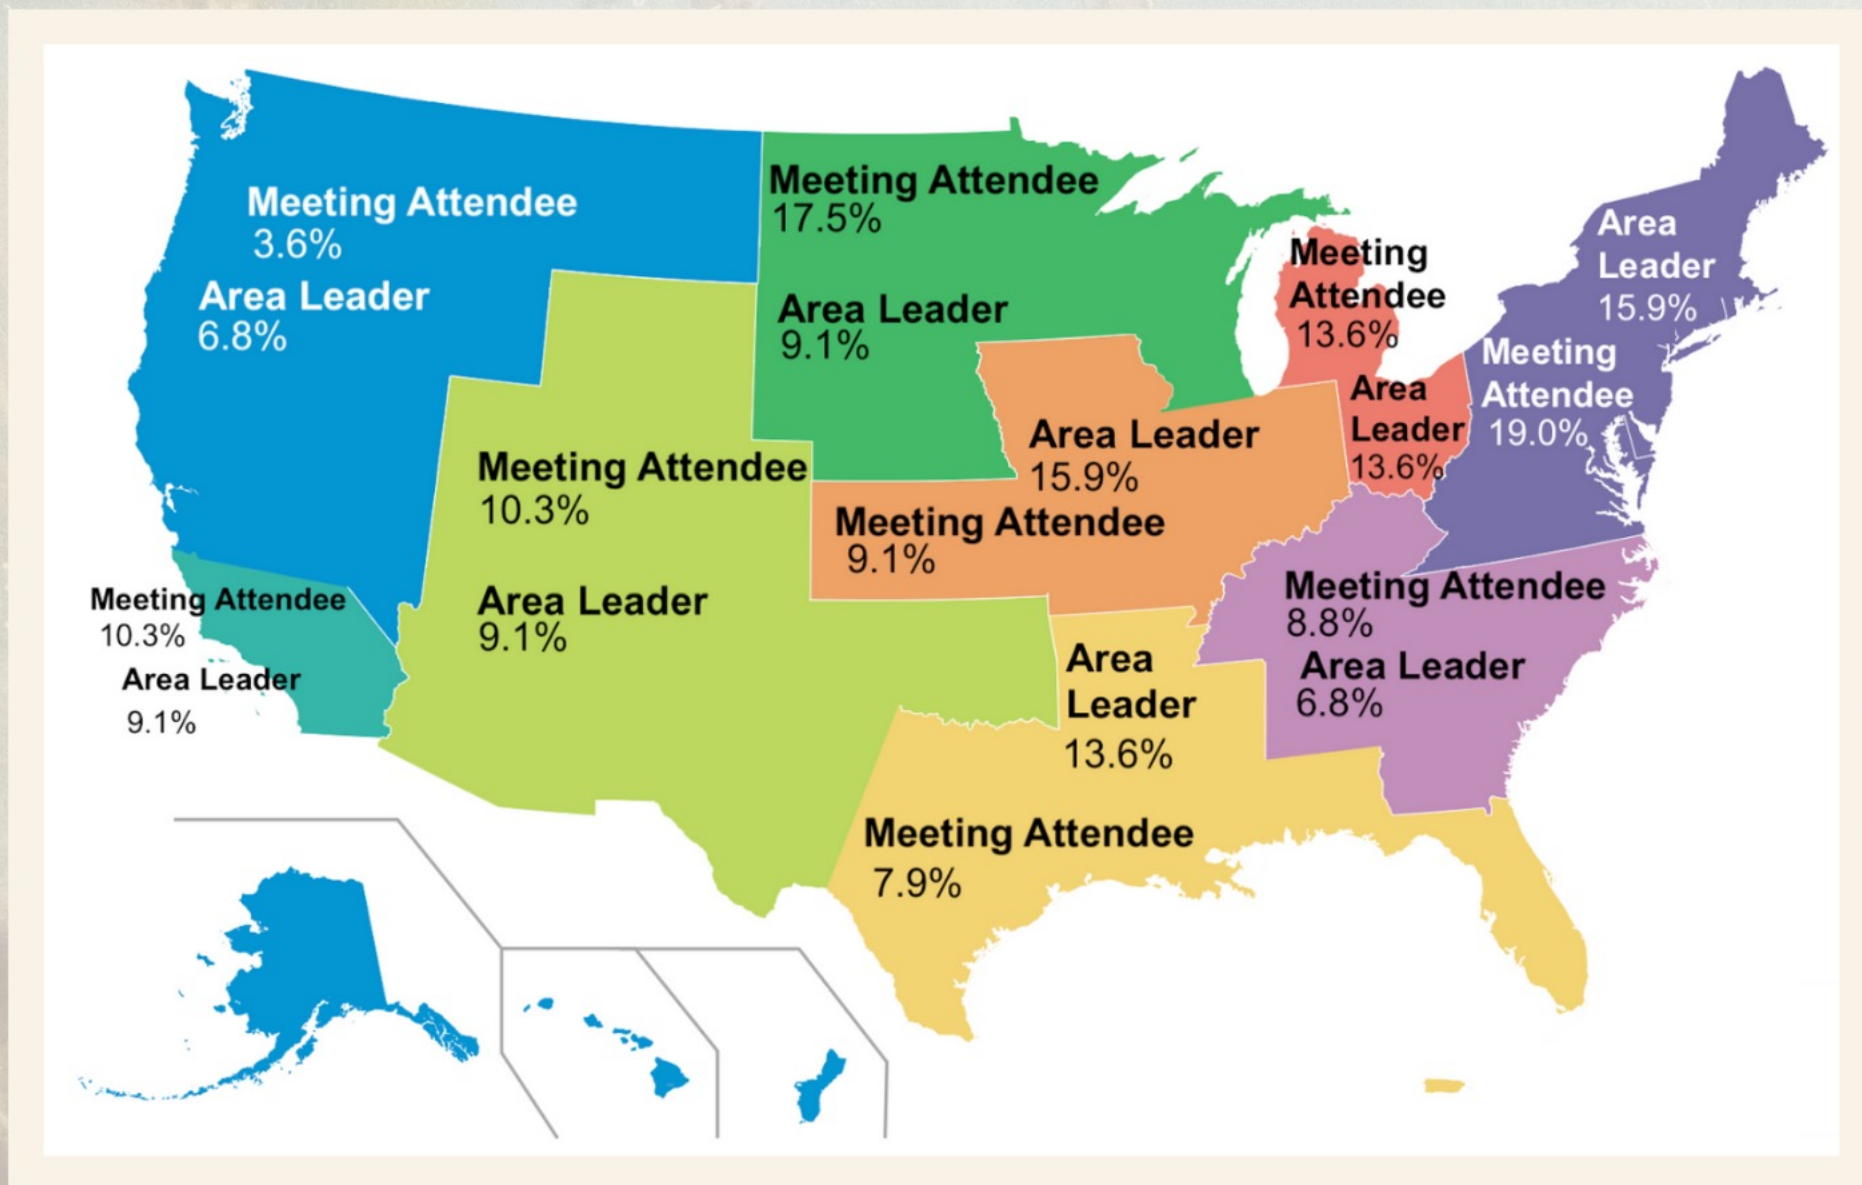 Meeting Attendee
3.6%
Area Leader
6.8%
Meeting Attendee
17.5%
Area Leader
9.1%
Meeting
Attendee
13.6%
Area
Leader
13.6%
Area
Leader
15.9%
Meeting
Attendee
19.0%
Meeting Attendee
10.3%
Area Leader
9.1%
Area Leader
15.9%
Meeting Attendee
9.1%
Meeting Attendee
10.3%
Area Leader
9.1%
Meeting Attendee
8.8%
Area Leader
6.8%
Area
Leader
13.6%
Meeting Attendee
7.9%